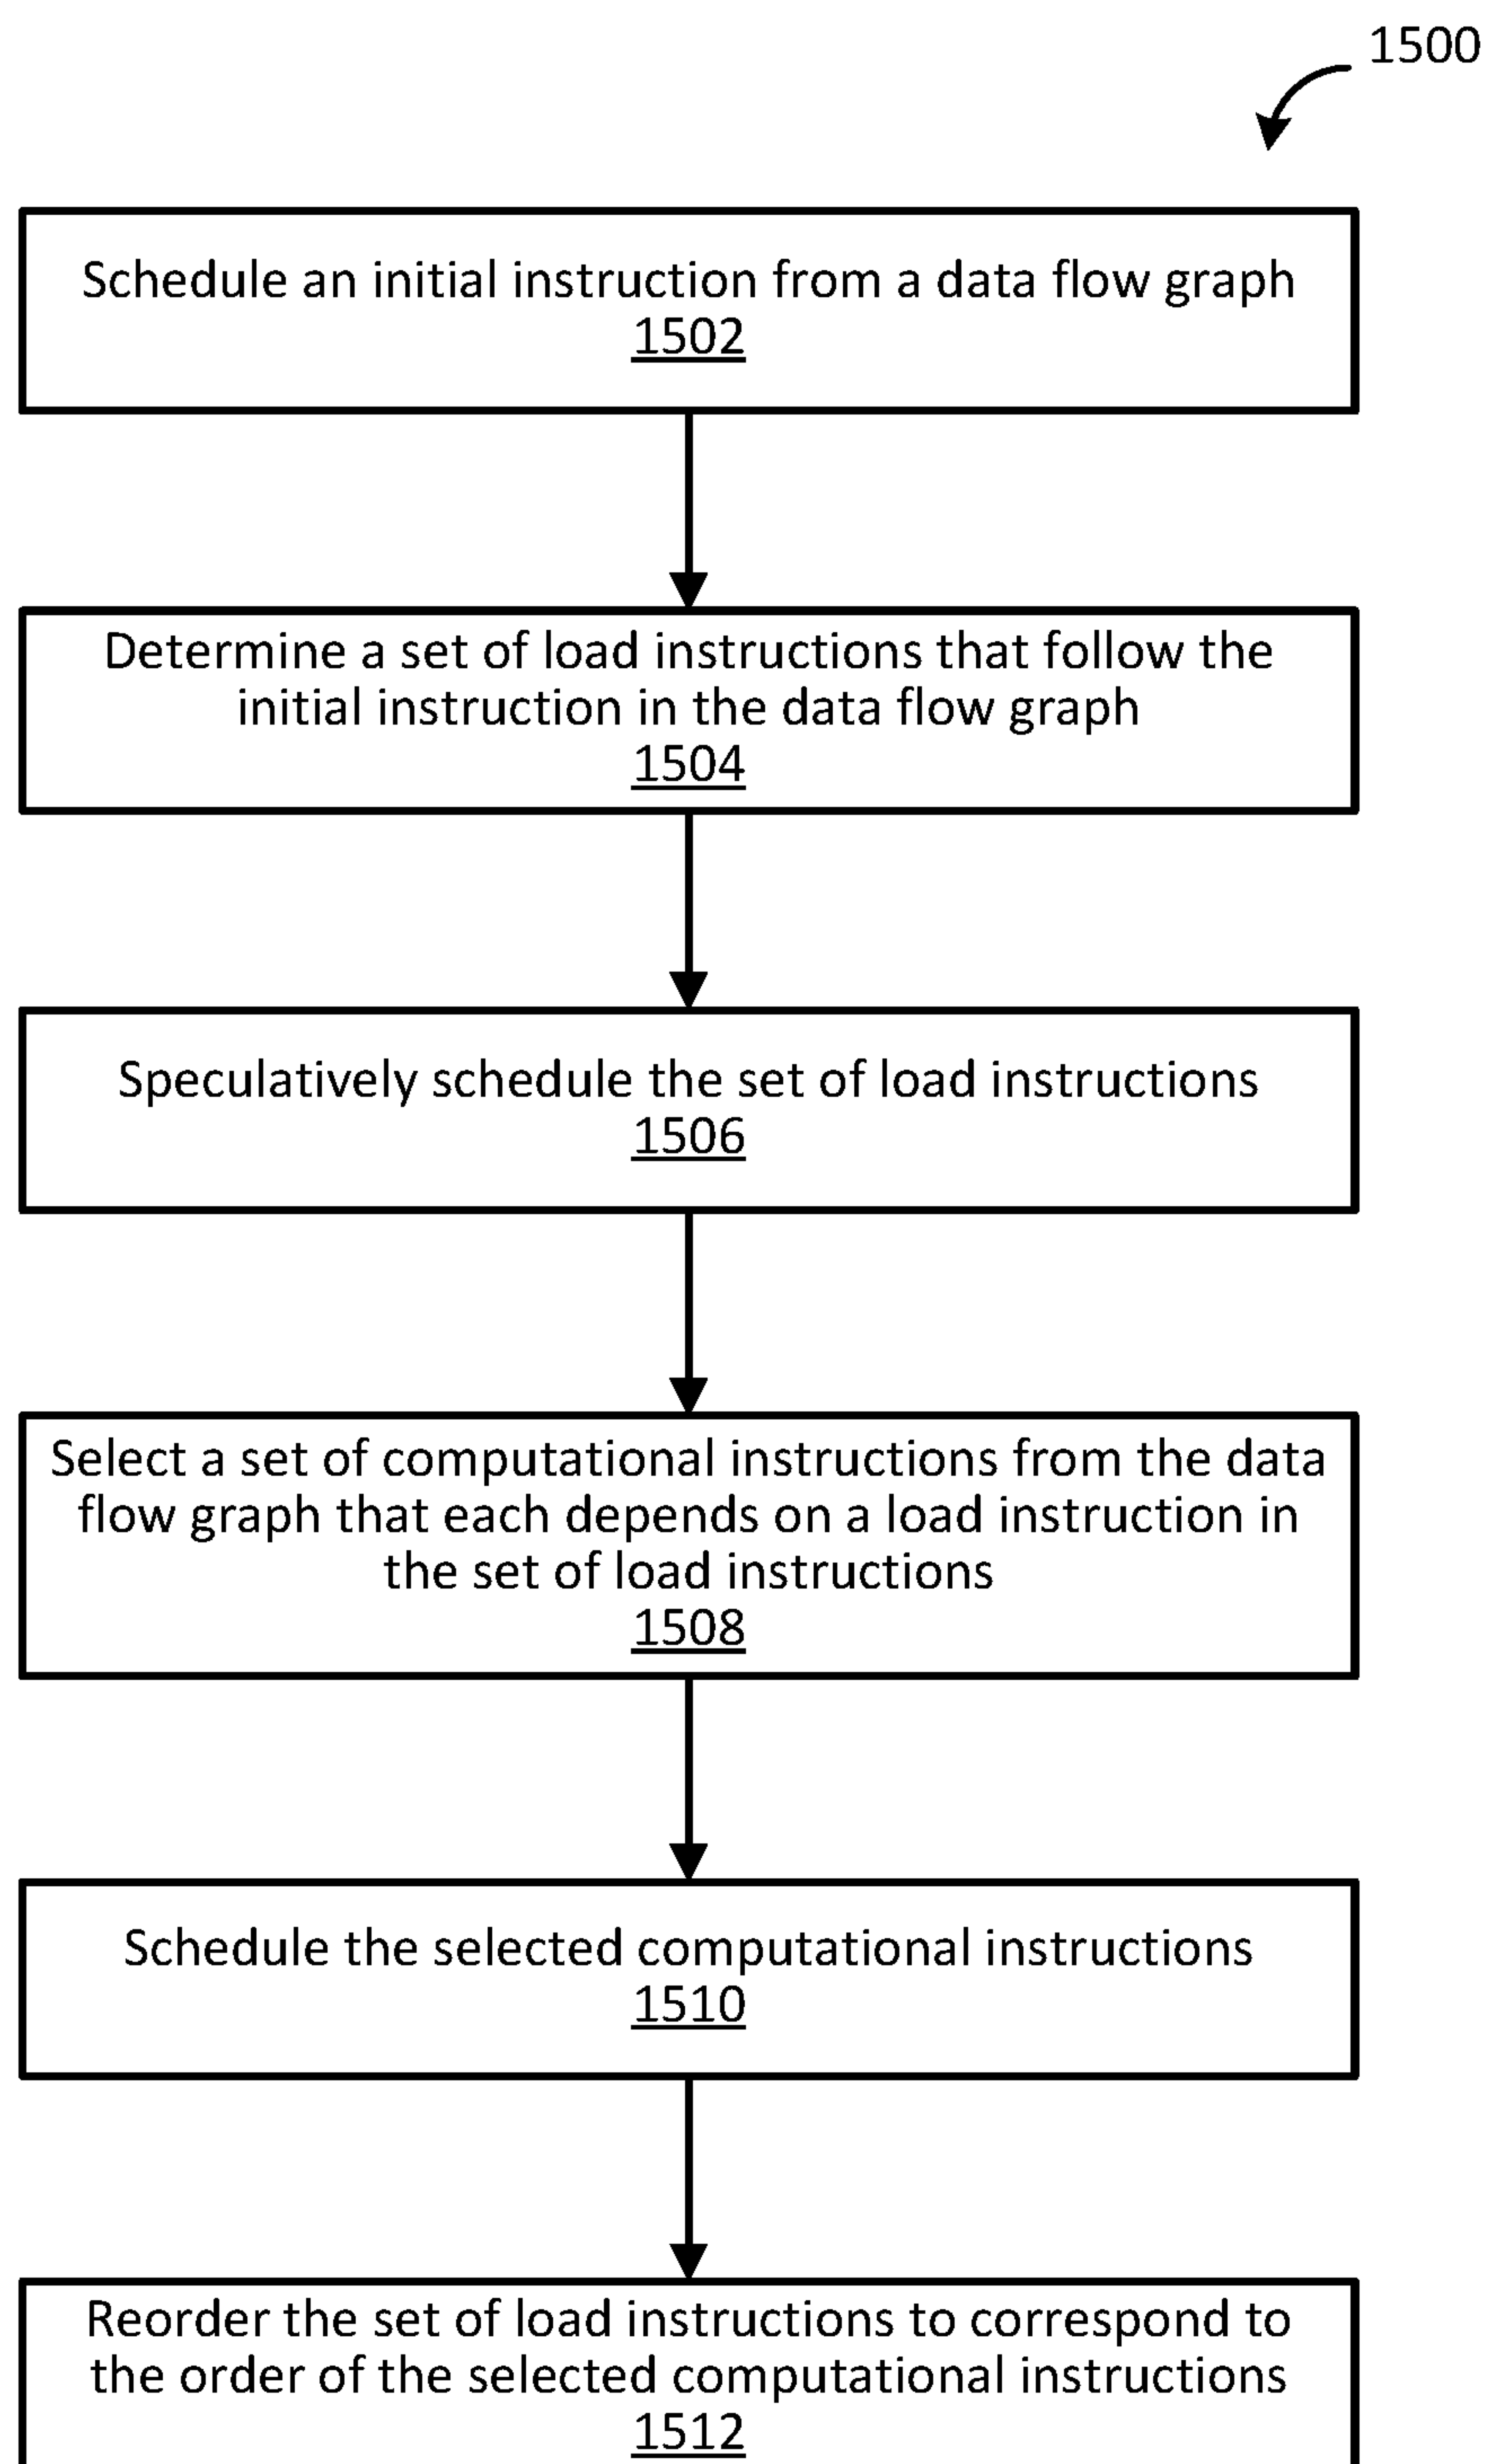 1500
Schedule an initial instruction from a data flow graph
1502
Determine a set of load instructions that follow the
initial instruction in the data flow graph
1504
Speculatively schedule the set of load instructions
1506
Select a set of computational instructions from the data
flow graph that each depends on a load instruction in
the set of load instructions
1508
Schedule the selected computational instructions
1510
Reorder the set of load instructions to correspond to
the order of the selected computational instructions
1512